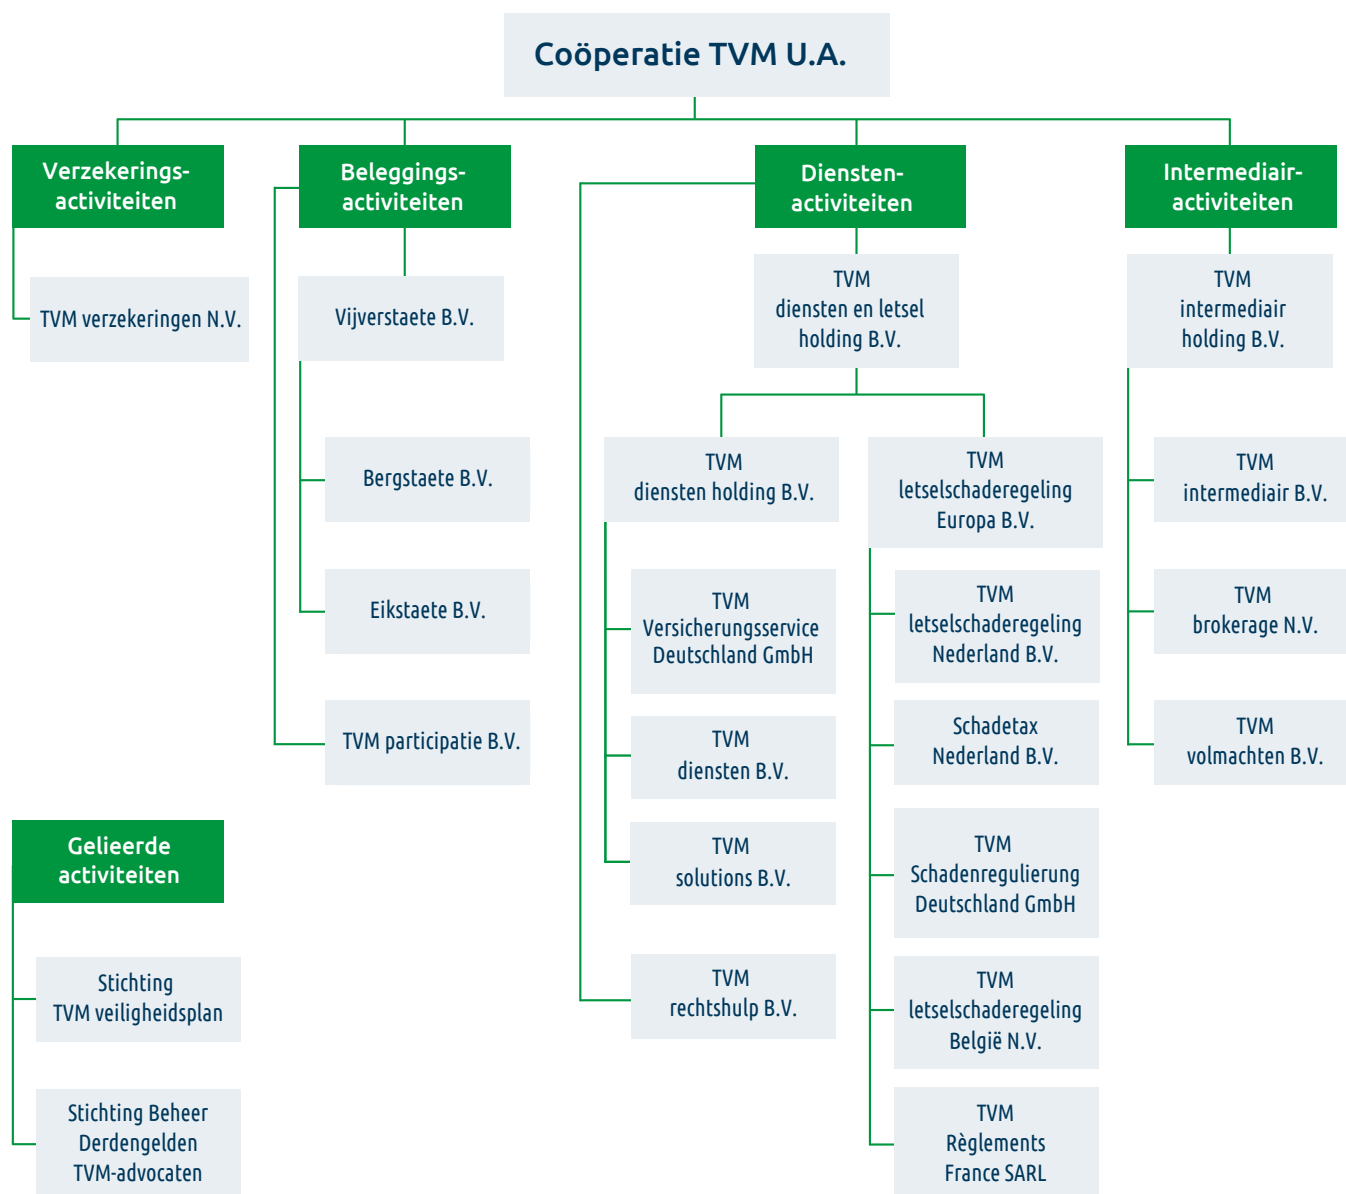 Coöperatie TVM U.A.
Verzekerings-
activiteiten
TVM verzekeringen N.V.
Beleggings-
activiteiten
Vijverstaete B.V.
Bergstaete B.V.
Eikstaete B.V.
TVM participatie B.V.
Diensten-
activiteiten
TVM
diensten en letsel
holding B.V.
TVM
diensten holding B.V.
TVM
Versicherungsservice
Deutschland GmbH
TVM
diensten B.V.
TVM
solutions B.V.
TVM
rechtshulp B.V.
TVM
letselschaderegeling
Europa B.V.
TVM
letselschaderegeling
Nederland B.V.
Schadetax
Nederland B.V.
TVM
Schadenregulierung
Deutschland GmbH
TVM
letselschaderegeling
België N.V.
TVM
Règlements
France SARL
Intermediair-
activiteiten
TVM
intermediair
holding B.V.
TVM
intermediair B.V.
TVM
brokerage N.V.
TVM
volmachten B.V.
Gelieerde
activiteiten
Stichting
TVM veiligheidsplan
Stichting Beheer
Derdengelden
TVM-advocaten